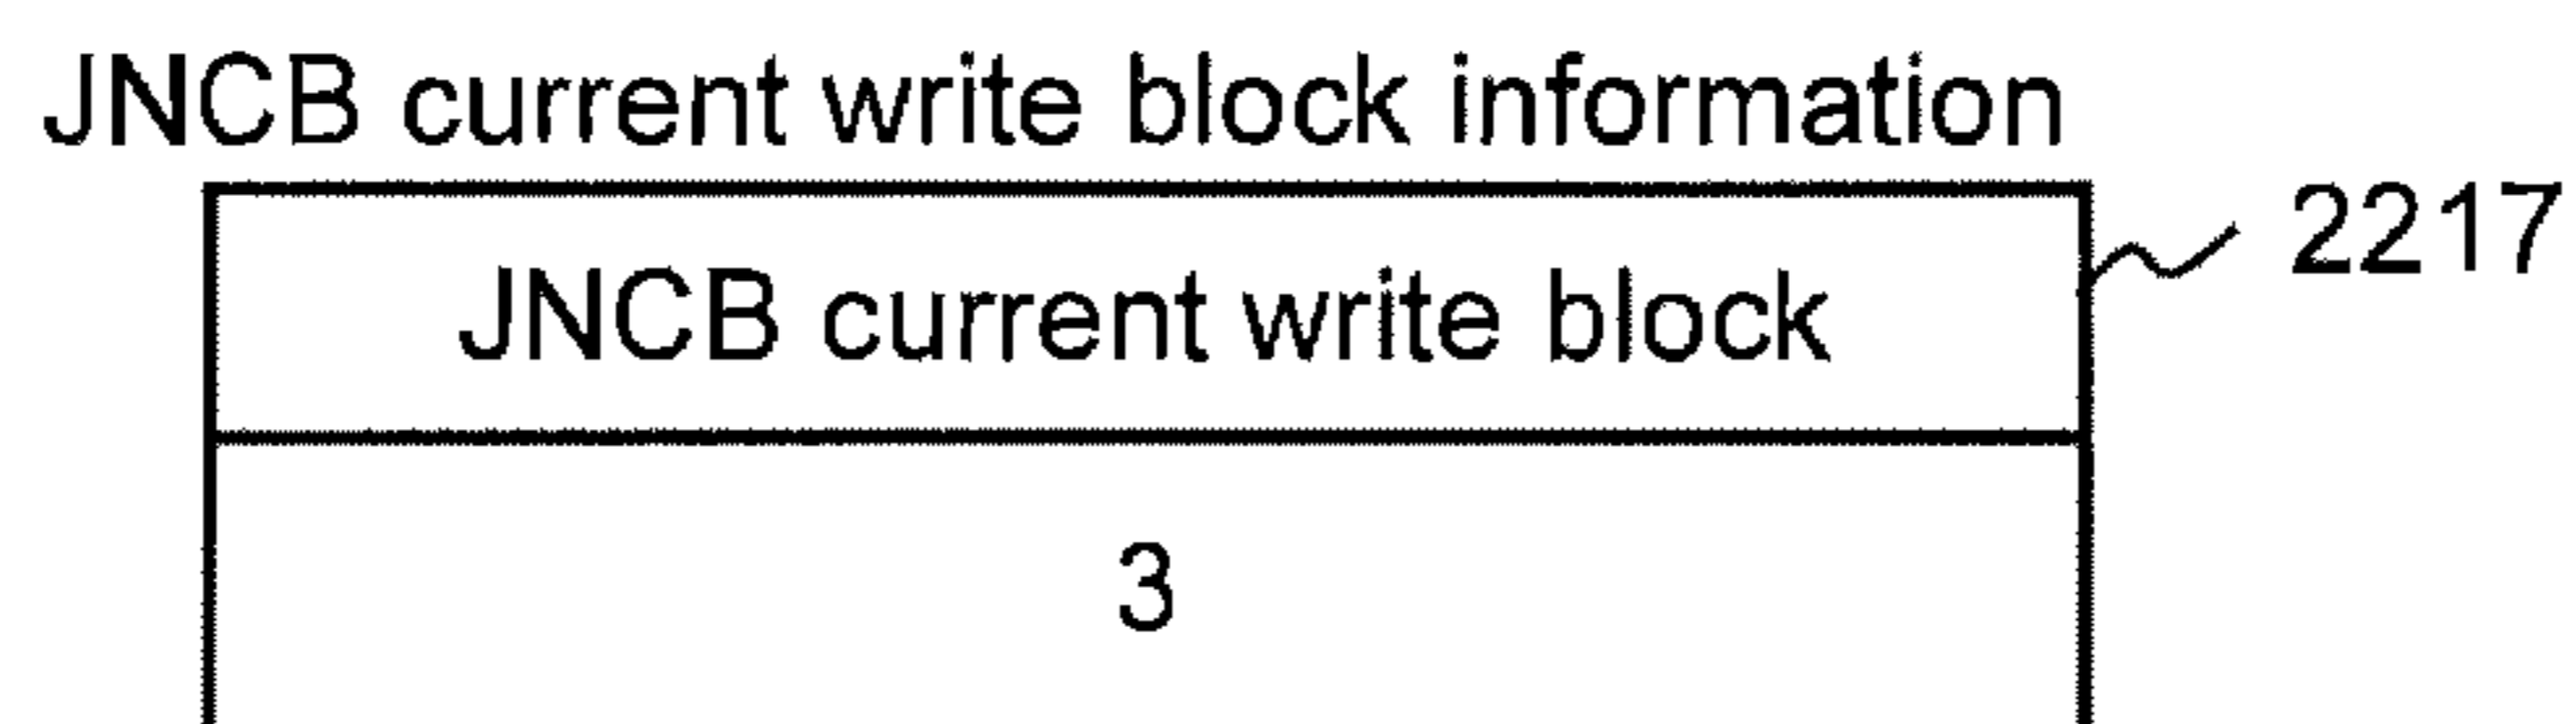 JNCB current write block information
2217
JNCB current write block
3